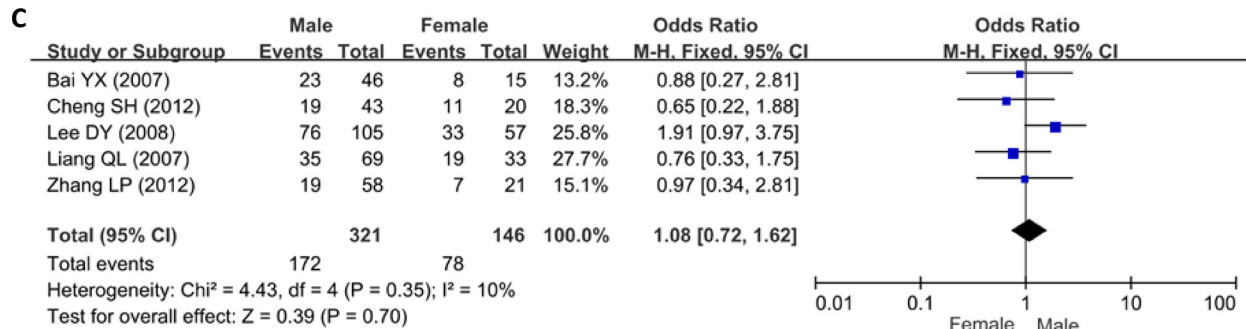 C
Male Female Odds Ratio Odds Ratio
Study or Subgroup Events Total Events Total Weight M-H, Fixed, 95% CI M-H, Fixed, 95% CI
Bai YX (2007) 23 46 8 15 13.2% 0.88 [0.27, 2.81]
Cheng SH (2012) 19 43 11 20 18.3% 0.65 [0.22, 1.88]
Lee DY (2008) 76 105 33 57 25.8% 1.91 [0.97, 3.75]
Liang QL (2007) 35 69 19 33 27.7% 0.76 [0.33, 1.75]
Zhang LP (2012) 19 58 7 21 15.1% 0.97 [0.34, 2.81]
Total (95% CI) 321 146 100.0% 1.08 [0.72, 1.62]
Total events 172 78
Heterogeneity: Chi² = 4.43, df = 4 (P = 0.35); I² = 10%
Test for overall effect: Z = 0.39 (P = 0.70)
0.01 0.1 1 10 100
Female Male